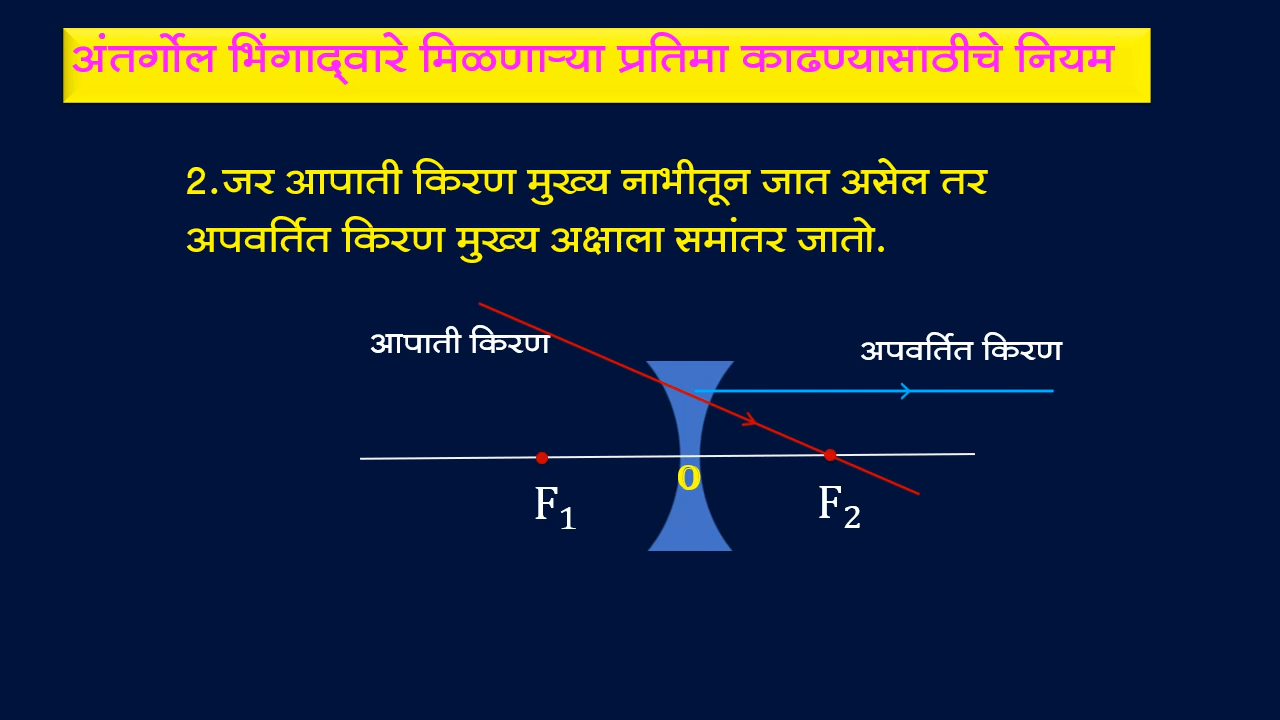 अंतर्गोल भिंगाद्‌वारे मिळणाऱ्या प्रतिमा काढण्यासाठीचे नियम
2.जर आपाती किरण मुख्य नाभीतून जात असेल तर
अपवर्तित किरण मुख्य अक्षाला समांतर जातो.
आपाती किरण
अपवर्तित किरण
O
F₁
F₂